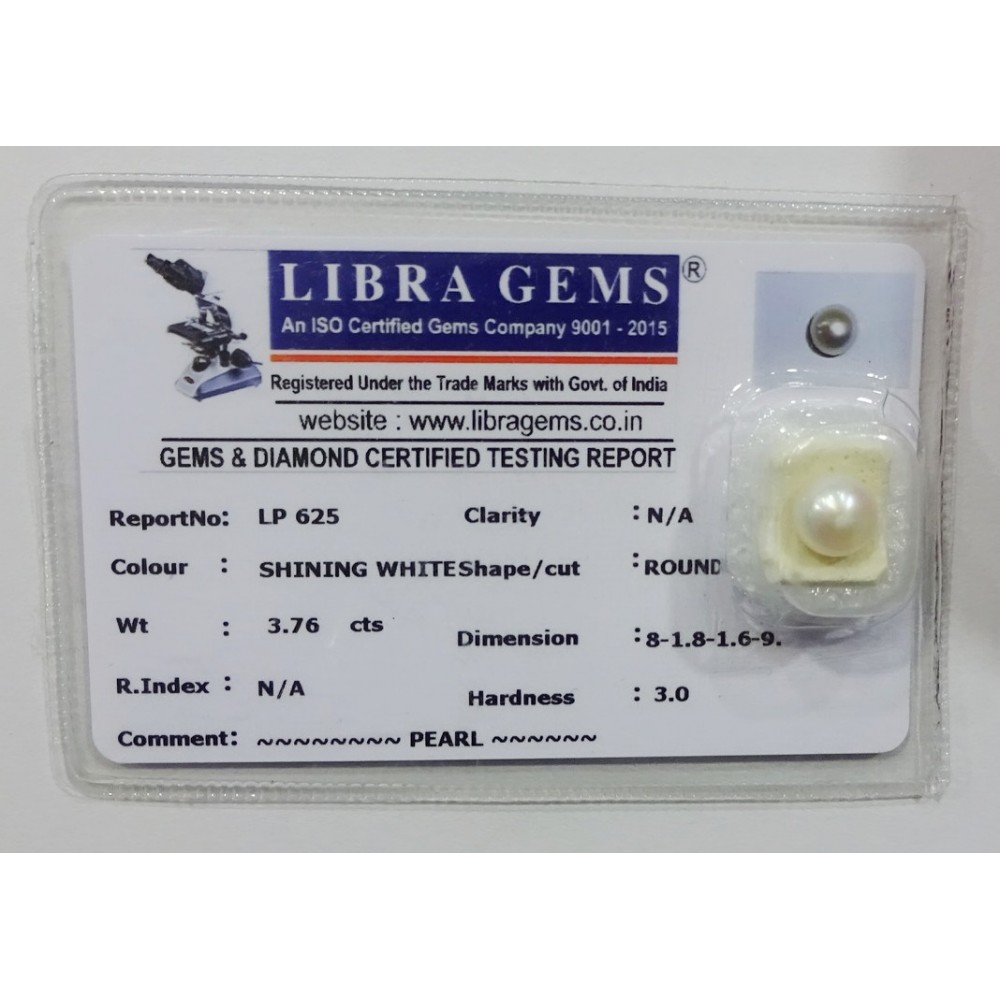 LIBRA GEMS ®
An ISO Certified Gems Company 9001 - 2015
Registered Under the Trade Marks with Govt. of India
website : www.libragems.co.in
GEMS & DIAMOND CERTIFIED TESTING REPORT
ReportNo: LP 625 Clarity : N/A
Colour : SHINING WHITE Shape/cut : ROUND
Wt : 3.76 cts Dimension : 8-1.8-1.6-9.
R.Index : N/A Hardness : 3.0
Comment: ~~~~~~~~ PEARL ~~~~~~